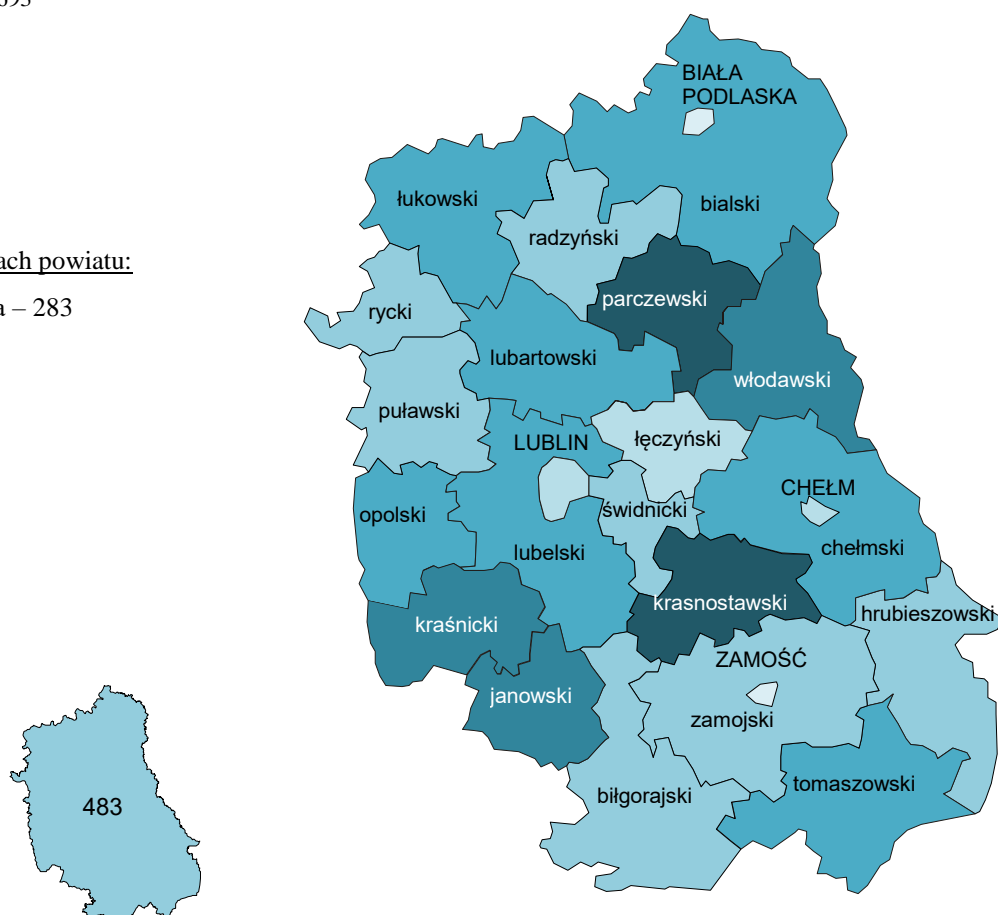 BIAŁA
PODLASKA
łukowski
bialski
radzyński
ach powiatu:
parczewski
a – 283
rycki
lubartowski
włodawski
puławski
LUBLIN
łęczyński
CHEŁM
opolski
świdnicki
lubelski
chełmski
krasnostawski
hrubieszowski
kraśnicki
ZAMOŚĆ
janowski
zamojski
tomaszowski
biłgorajski
483